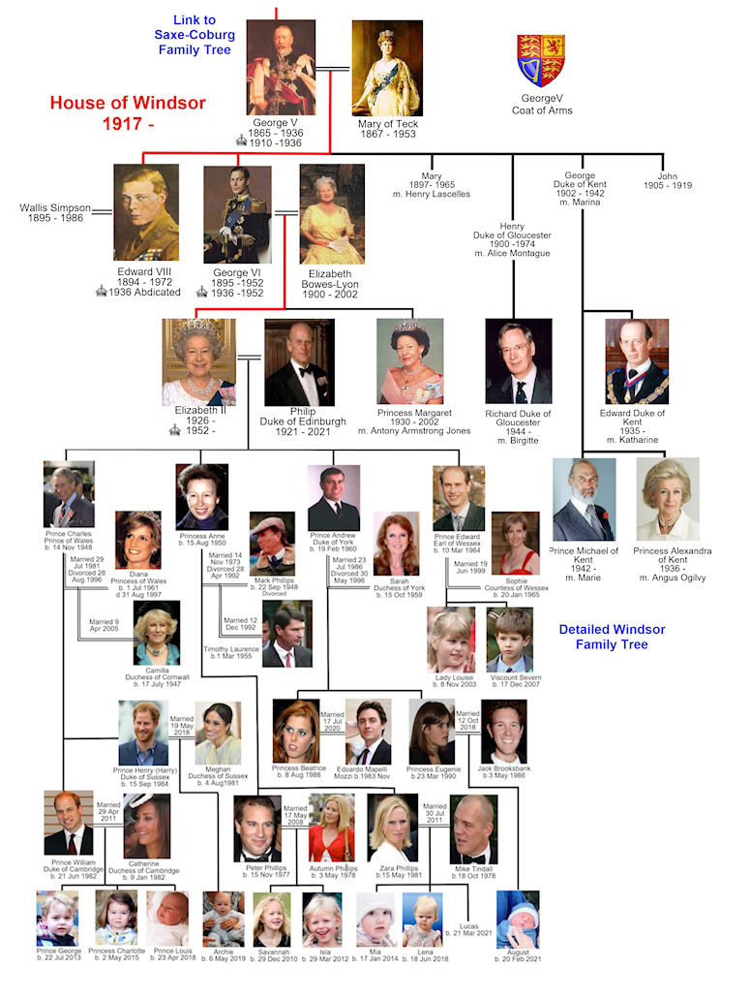 Link to
Saxe-Coburg
Family Tree
House of Windsor
1917 -
George V
1865 - 1936
1910 -1936
Mary of Teck
1867 - 1953
GeorgeV
Coat of Arms
Wallis Simpson
1895 - 1986
Edward VIII
1894 - 1972
1936 Abdicated
George VI
1895 -1952
1936 -1952
Elizabeth
Bowes-Lyon
1900 - 2002
Mary
1897- 1965
m. Henry Lascelles
Henry
Duke of Gloucester
1900 -1974
m. Alice Montague
George
Duke of Kent
1902 - 1942
m. Marina
John
1905 - 1919
Elizabeth II
1926 -
1952 -
Philip
Duke of Edinburgh
1921 - 2021
Princess Margaret
1930 - 2002
m. Antony Armstrong Jones
Richard Duke of
Gloucester
1944 -
m. Birgitte
Edward Duke of
Kent
1935 -
m. Katharine
Prince Michael of
Kent
1942 -
m. Marie
Princess Alexandra
of Kent
1936 -
m. Angus Ogilvy
Prince Charles
Prince of Wales
b. 14 Nov 1948
Married 29
Jul 1981
Divorced 28
Aug 1996
Diana
Princess of Wales
b. 1 Jul 1961
d 31 Aug 1997
Married 9
Apr 2005
Camilla
Duchess of Cornwall
b. 17 July 1947
Princess Anne
b. 15 Aug 1950
Married 14
Nov 1973
Divorced 28
Apr 1992
Mark Phillips
b. 22 Sep 1948
Divorced
Married 12
Dec 1992
Timothy Laurence
b.1 Mar 1955
Prince Andrew
Duke of York
b. 19 Feb 1960
Married 23
Jul 1986
Divorced 30
May 1996
Sarah
Duchess of York
b. 15 Oct 1959
Prince Edward
Earl of Wessex
b. 10 Mar 1964
Married 19
Jun 1999
Sophie
Countess of Wessex
b. 20 Jan 1965
Lady Louise
b. 8 Nov 2003
Viscount Severn
b. 17 Dec 2007
Detailed Windsor
Family Tree
Prince Henry (Harry)
Duke of Sussex
b. 15 Sep 1984
Married
19 May
2018
Meghan
Duchess of Sussex
b. 4 Aug1981
Princess Beatrice
b. 8 Aug 1988
Married
17 Jul
2020
Edoardo Mapelli
Mozzi b.1983 Nov
Princess Eugenie
b.23 Mar 1990
Married
12 Oct
2018
Jack Brooksbank
b.3 May 1986
Prince William
Duke of Cambridge
b. 21 Jun 1982
Married
29 Apr
2011
Catherine
Duchess of Cambridge
b. 9 Jan 1982
Peter Phillips
b. 15 Nov 1977
Married
17 May
2008
Autumn Phillips
b. 3 May 1978
Zara Phillips
b.15 May 1981
Married
30 Jul
2011
Mike Tindall
b.18 Oct 1978
Prince George
b. 22 Jul 2013
Princess Charlotte
b. 2 May 2015
Prince Louis
b. 23 Apr 2018
Archie
b. 6 May 2019
Savannah
b. 29 Dec 2010
Isla
b. 29 Mar 2012
Mia
b. 17 Jan 2014
Lena
b. 18 Jun 2018
Lucas
b. 21 Mar 2021
August
b. 20 Feb 2021